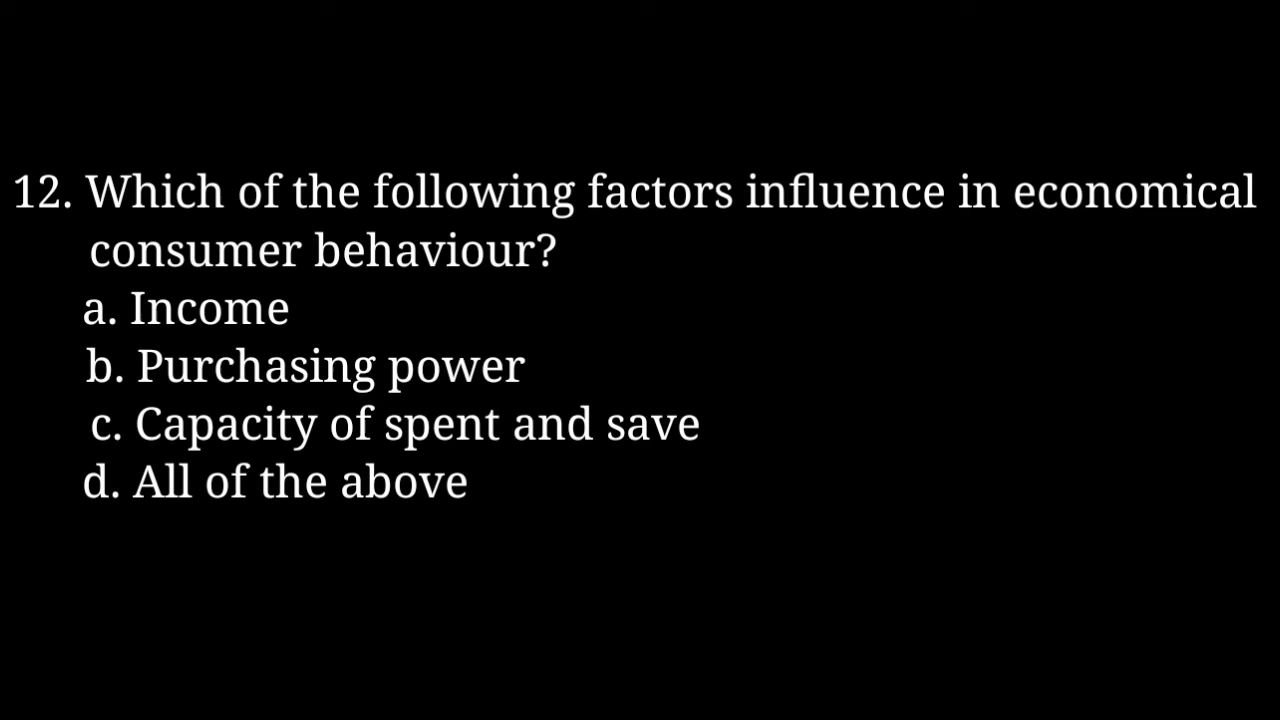 12. Which of the following factors influence in economical
consumer behaviour?
a. Income
b. Purchasing power
c. Capacity of spent and save
d. All of the above